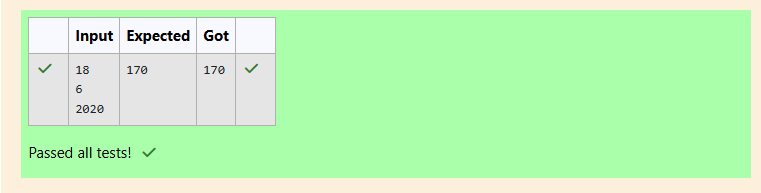 Input Expected Got
18 170 170
6
2020
Passed all tests!